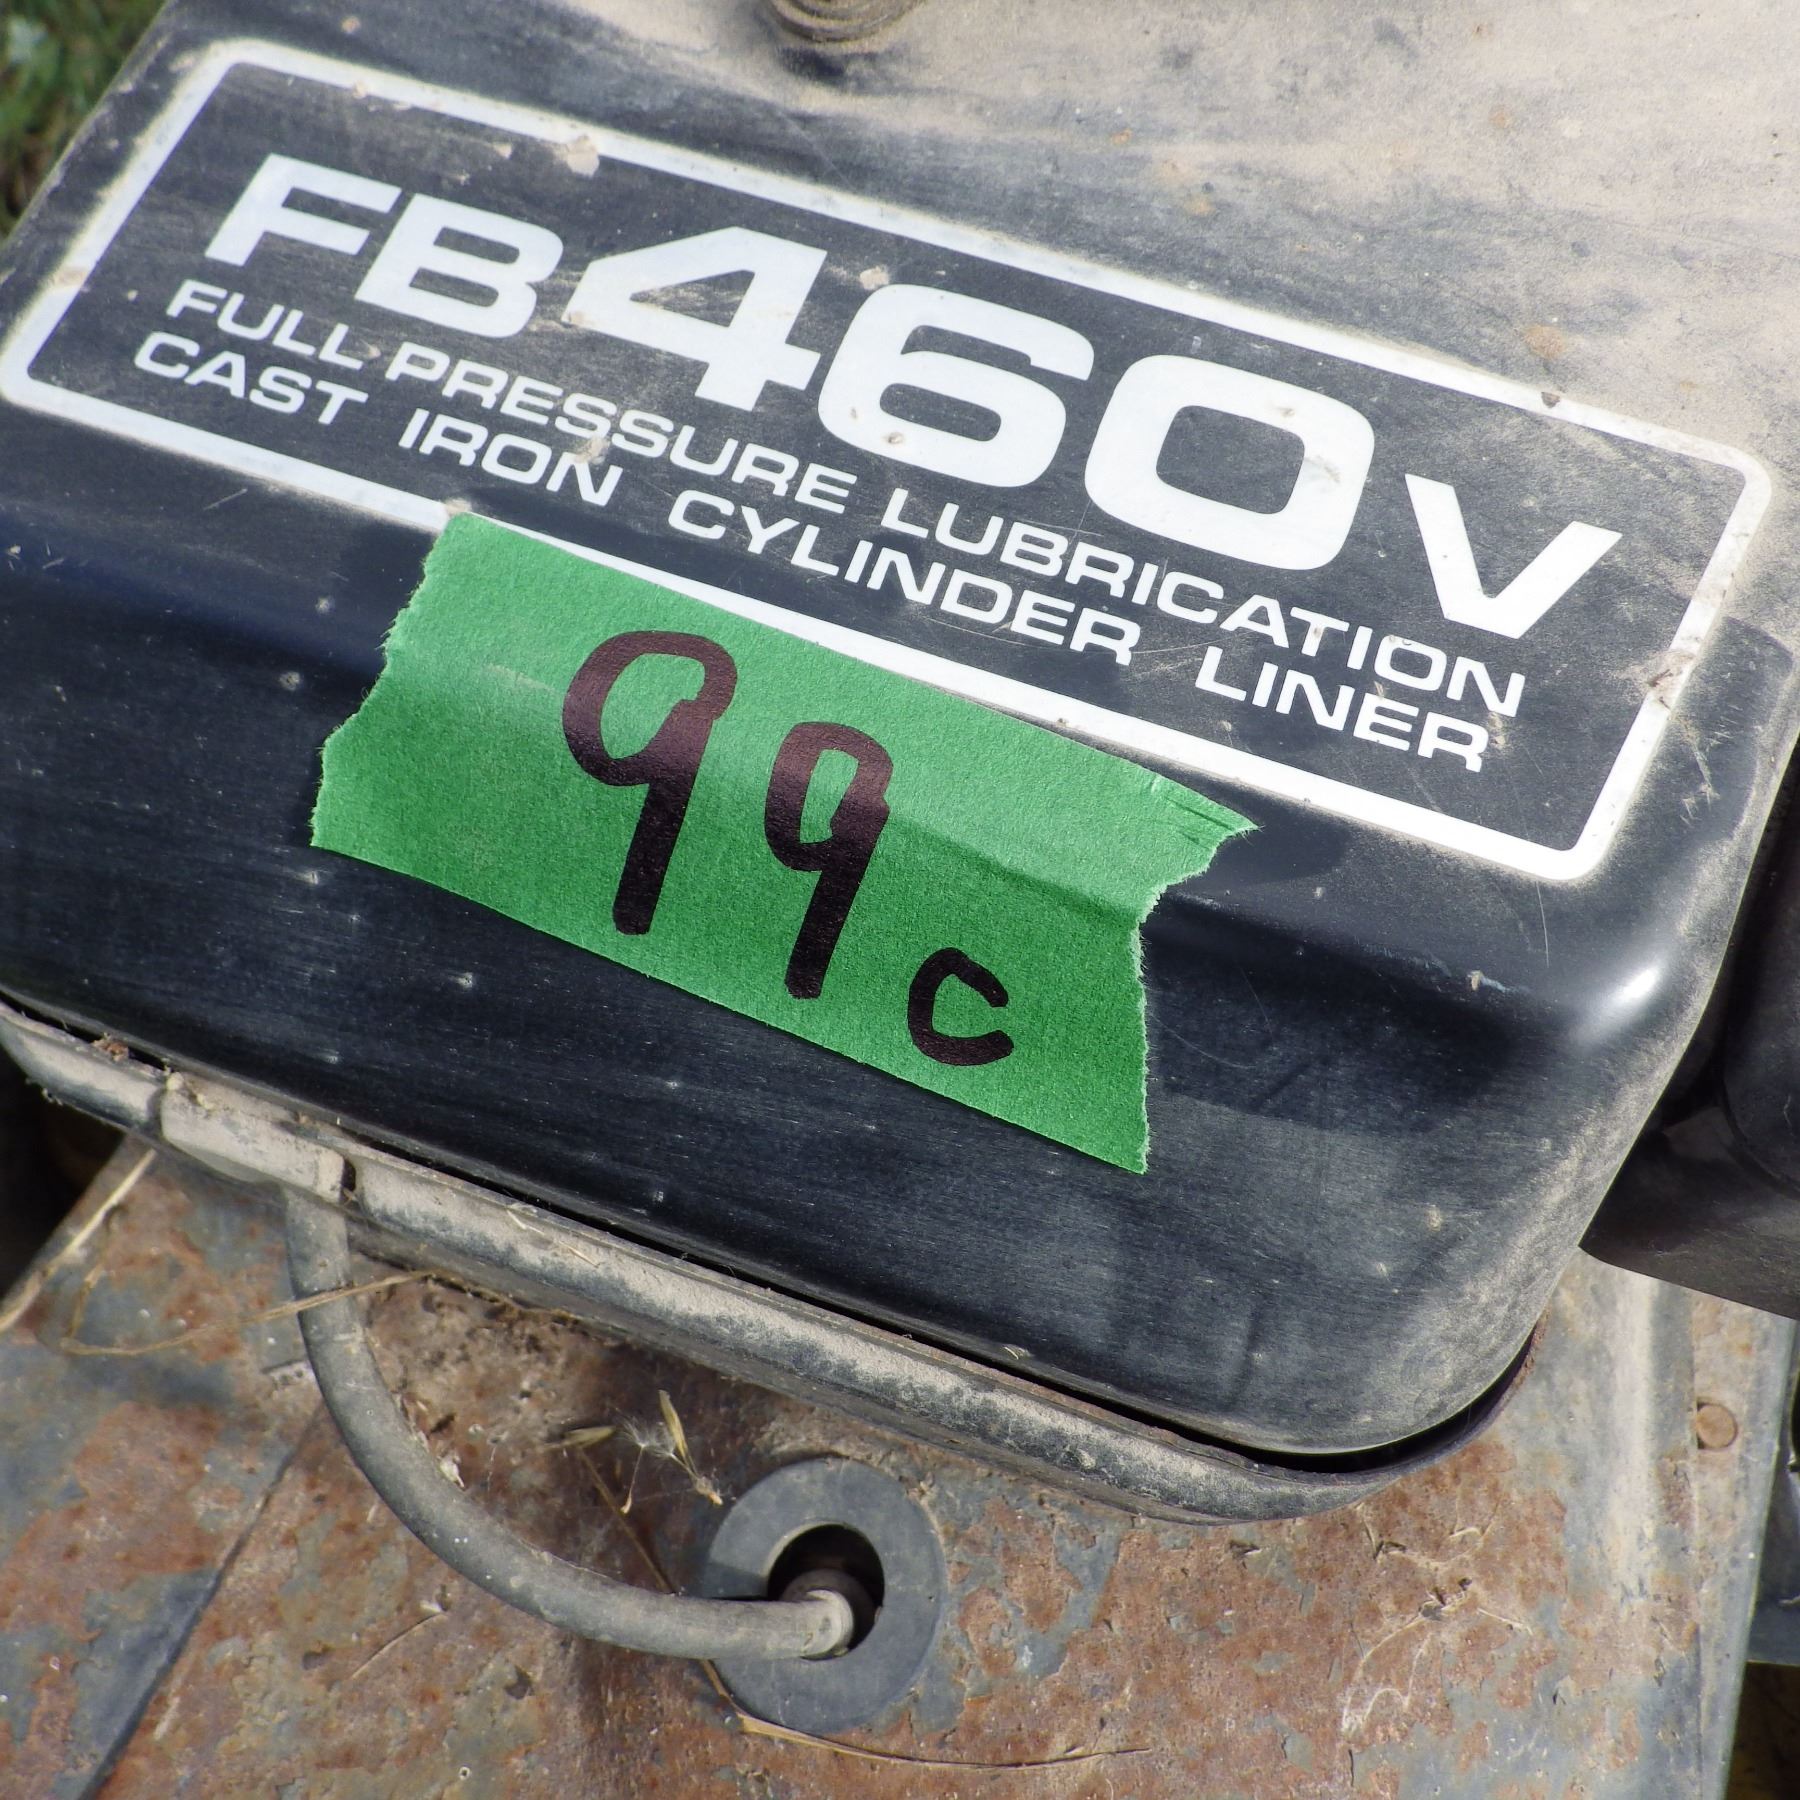 FB460V
FULL PRESSURE LUBRICATION
CAST IRON CYLINDER LINER
99c